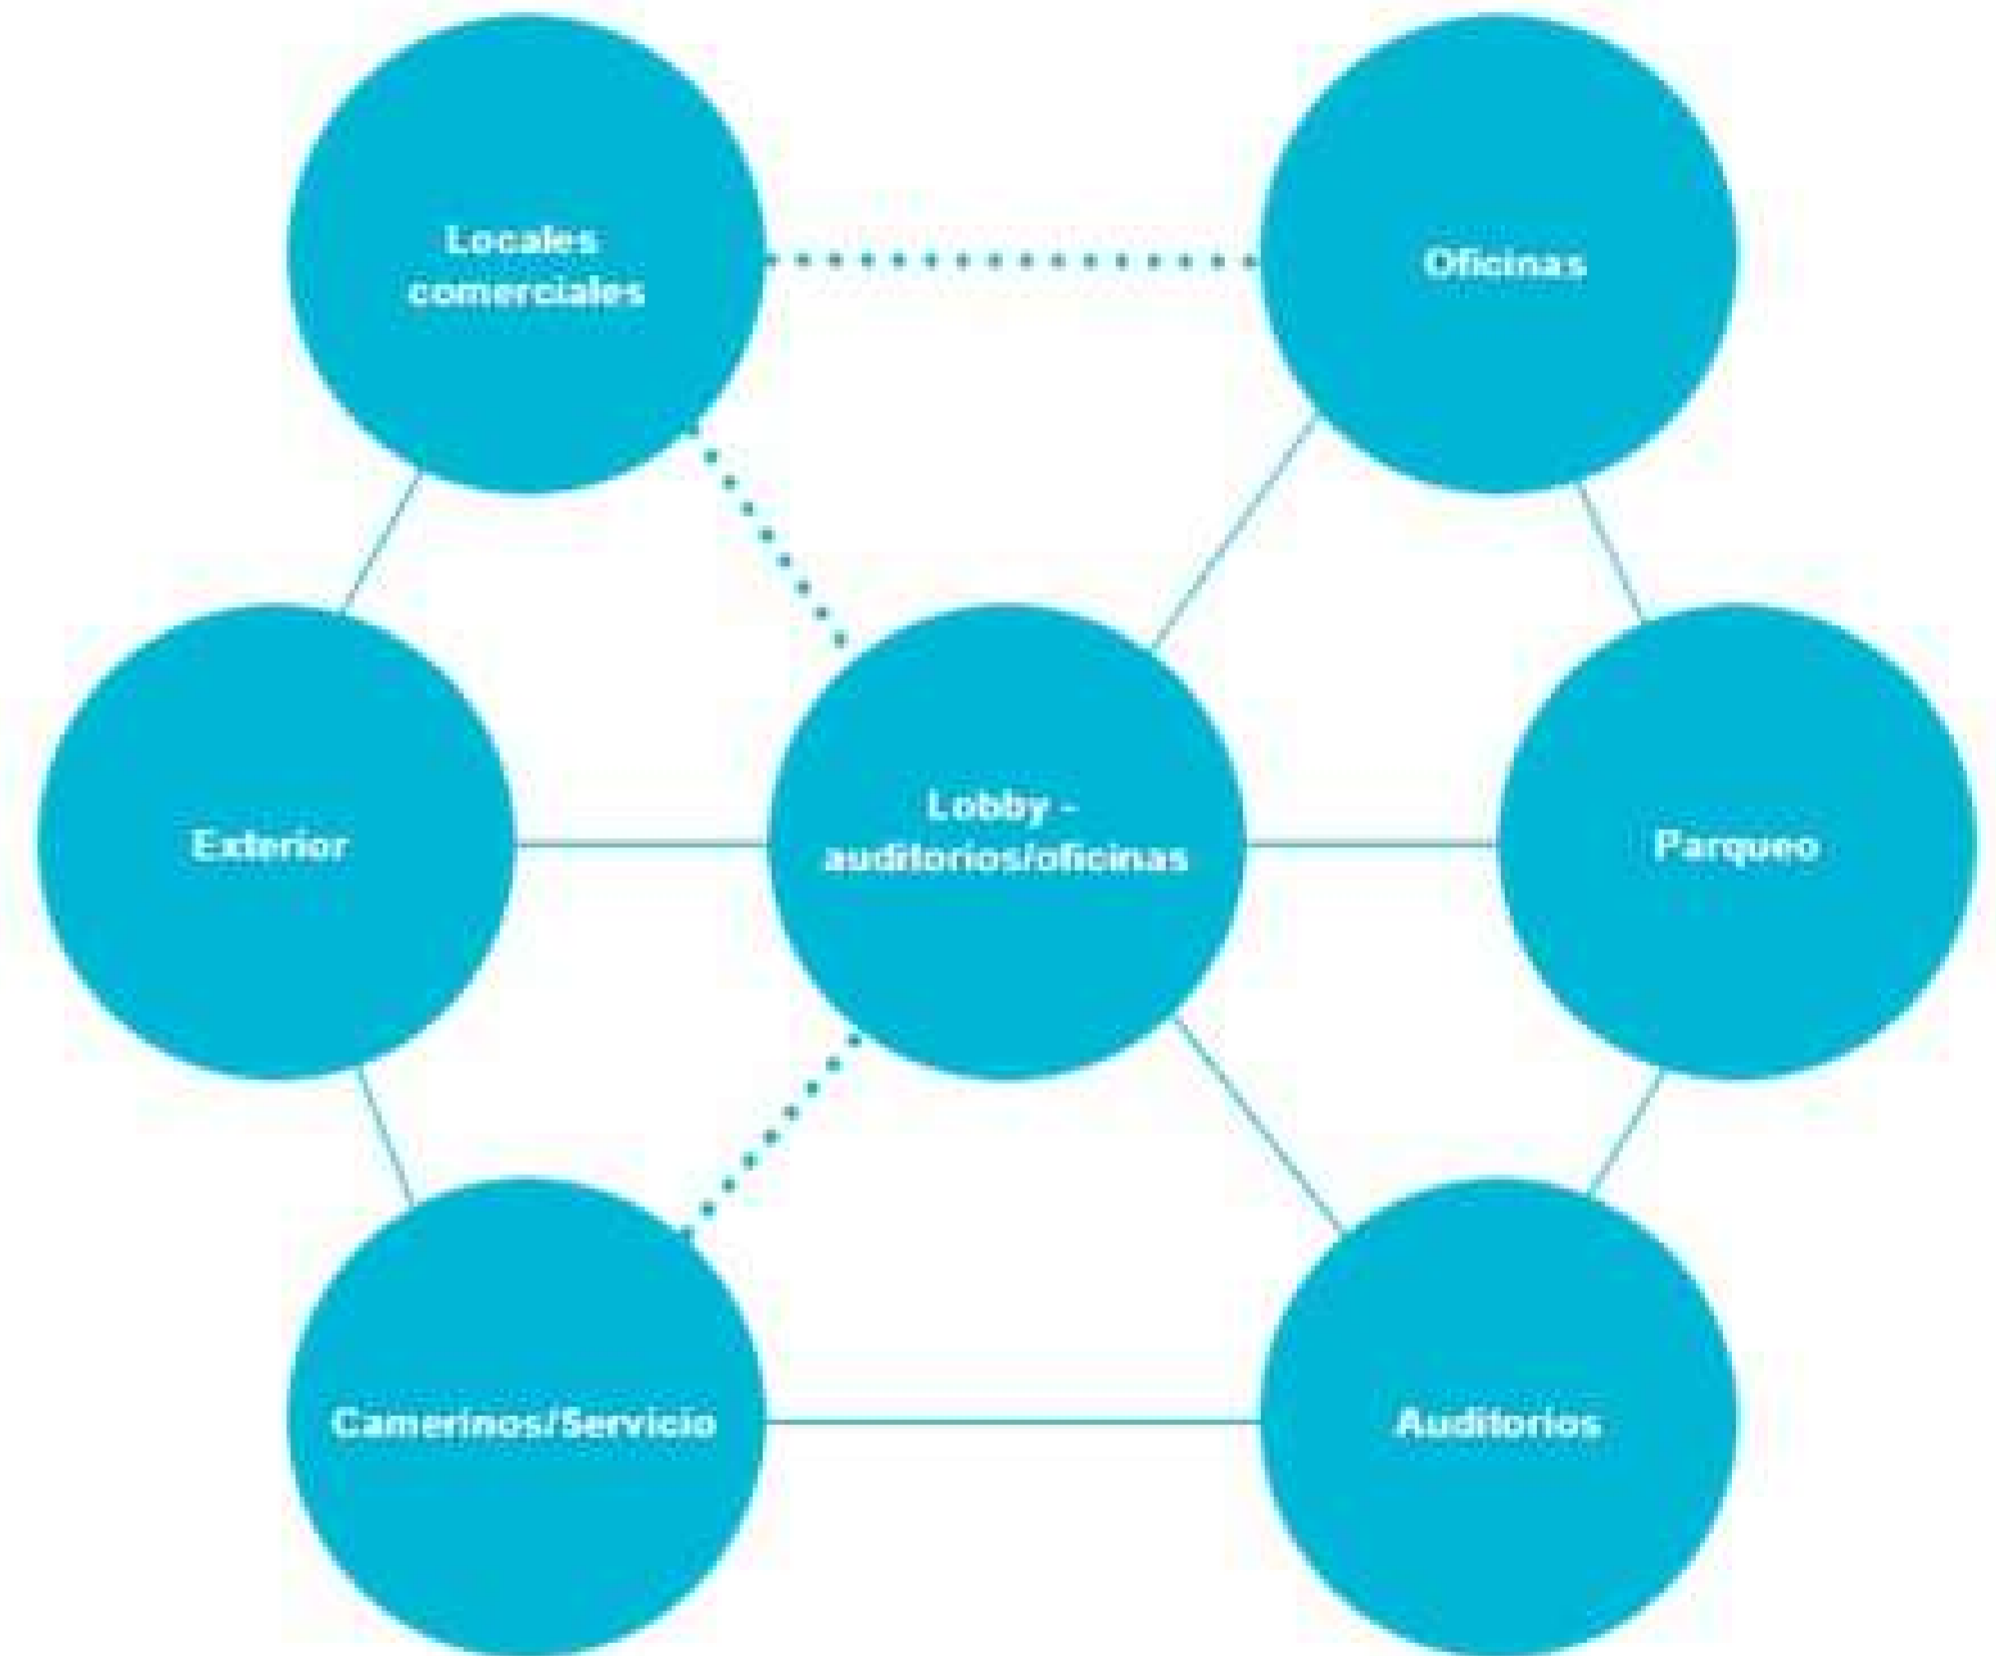 Locales
comerciales
Oficinas
Exterior
Lobby -
auditorios/oficinas
Parqueo
Camerinos/Servicio
Auditorios